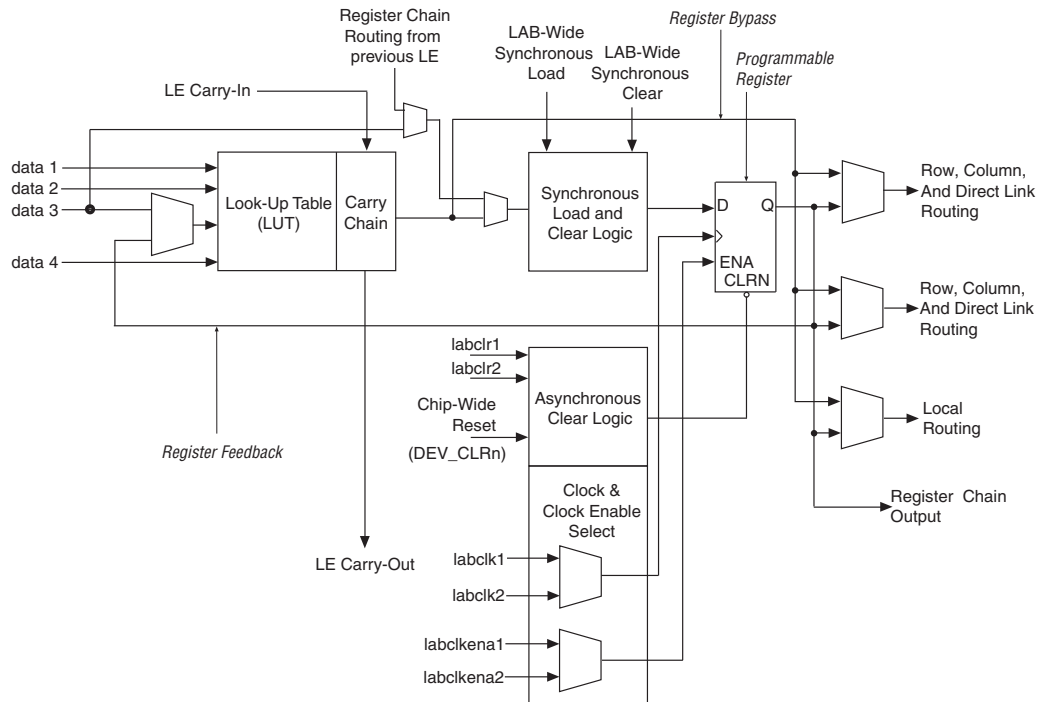 Register Chain
Routing from
previous LE
LAB-Wide
Synchronous
Load
LAB-Wide
Synchronous
Clear
Register Bypass
Programmable
Register
LE Carry-In
data 1
data 2
data 3
data 4
Look-Up Table
(LUT)
Carry
Chain
Synchronous
Load and
Clear Logic
D
Q
ENA
CLRN
Row, Column,
And Direct Link
Routing
Row, Column,
And Direct Link
Routing
Local
Routing
Register Chain
Output
Register Feedback
labclr1
labclr2
Chip-Wide
Reset
(DEV_CLRn)
Asynchronous
Clear Logic
Clock &
Clock Enable
Select
LE Carry-Out
labclk1
labclk2
labclkena1
labclkena2